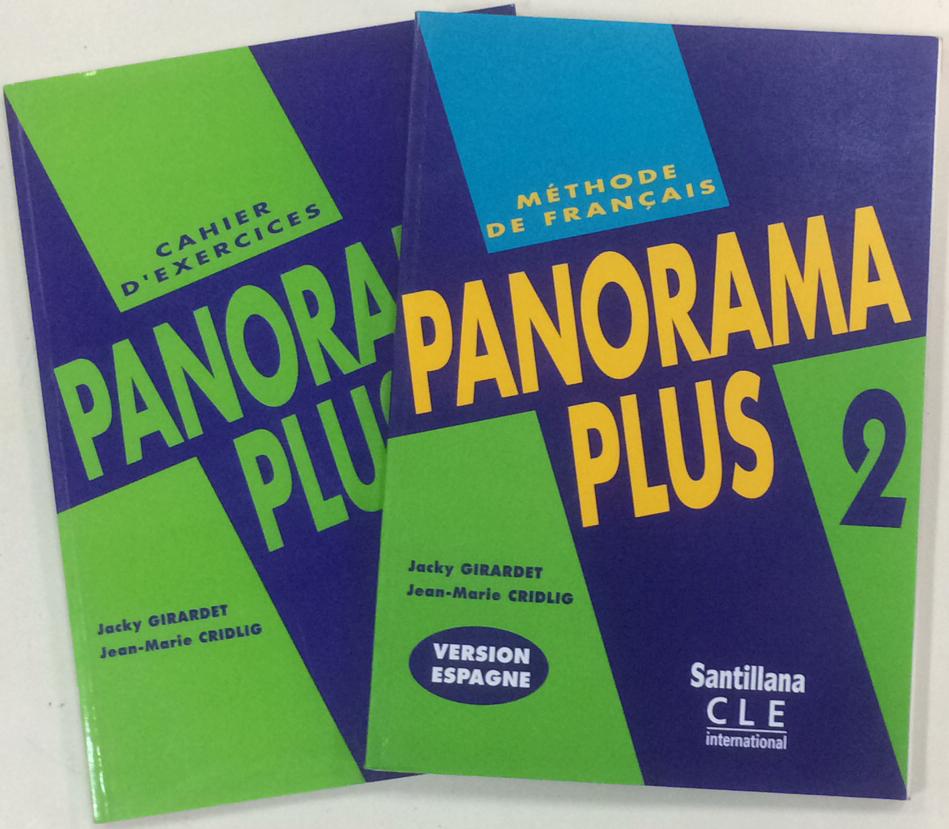 CAHIER
D'EXERCICES
PANORA
PLUS
Jacky GIRARDET
Jean-Marie CRIDLIG
MÉTHODE
DE FRANÇAIS
PANORAMA
PLUS
2
Jacky GIRARDET
Jean-Marie CRIDLIG
VERSION
ESPAGNE
Santillana
CLE
international